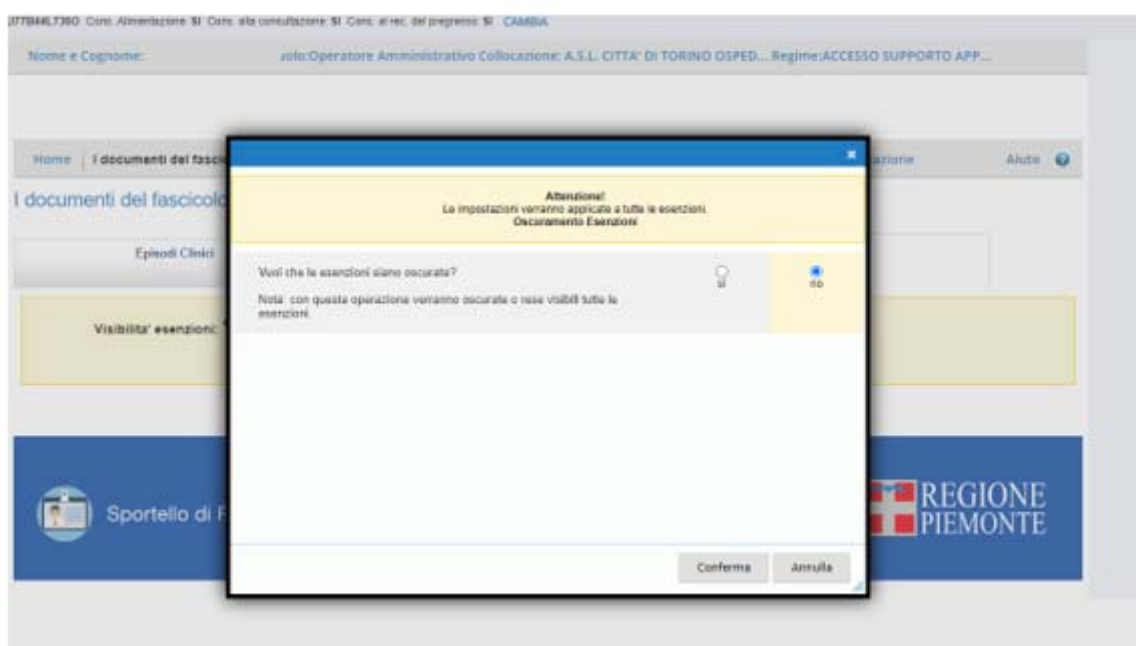 Cons. Alimentazione: SI Cons. alla consultazione: SI Cons. al rec. del pregresso: SI CAMBIA
Nome e Cognome: Operatore Amministrativo Collocazione: A.S.L. CITTA' DI TORINO OSPED... Regime:ACCESSO SUPPORTO APP...
Home I documenti del fascic Aiuto
I documenti del fascicolo
Attenzione!
Le impostazioni verranno applicate a tutte le esenzioni.
Oscuramento Esenzioni
Episodi Clinici
Vuoi che le esenzioni siano oscurate?
si no
Nota: con questa operazione verranno oscurate o rese visibili tutte le
esenzioni.
Visibilita' esenzioni:
Sportello di
REGIONE
PIEMONTE
Conferma Annulla